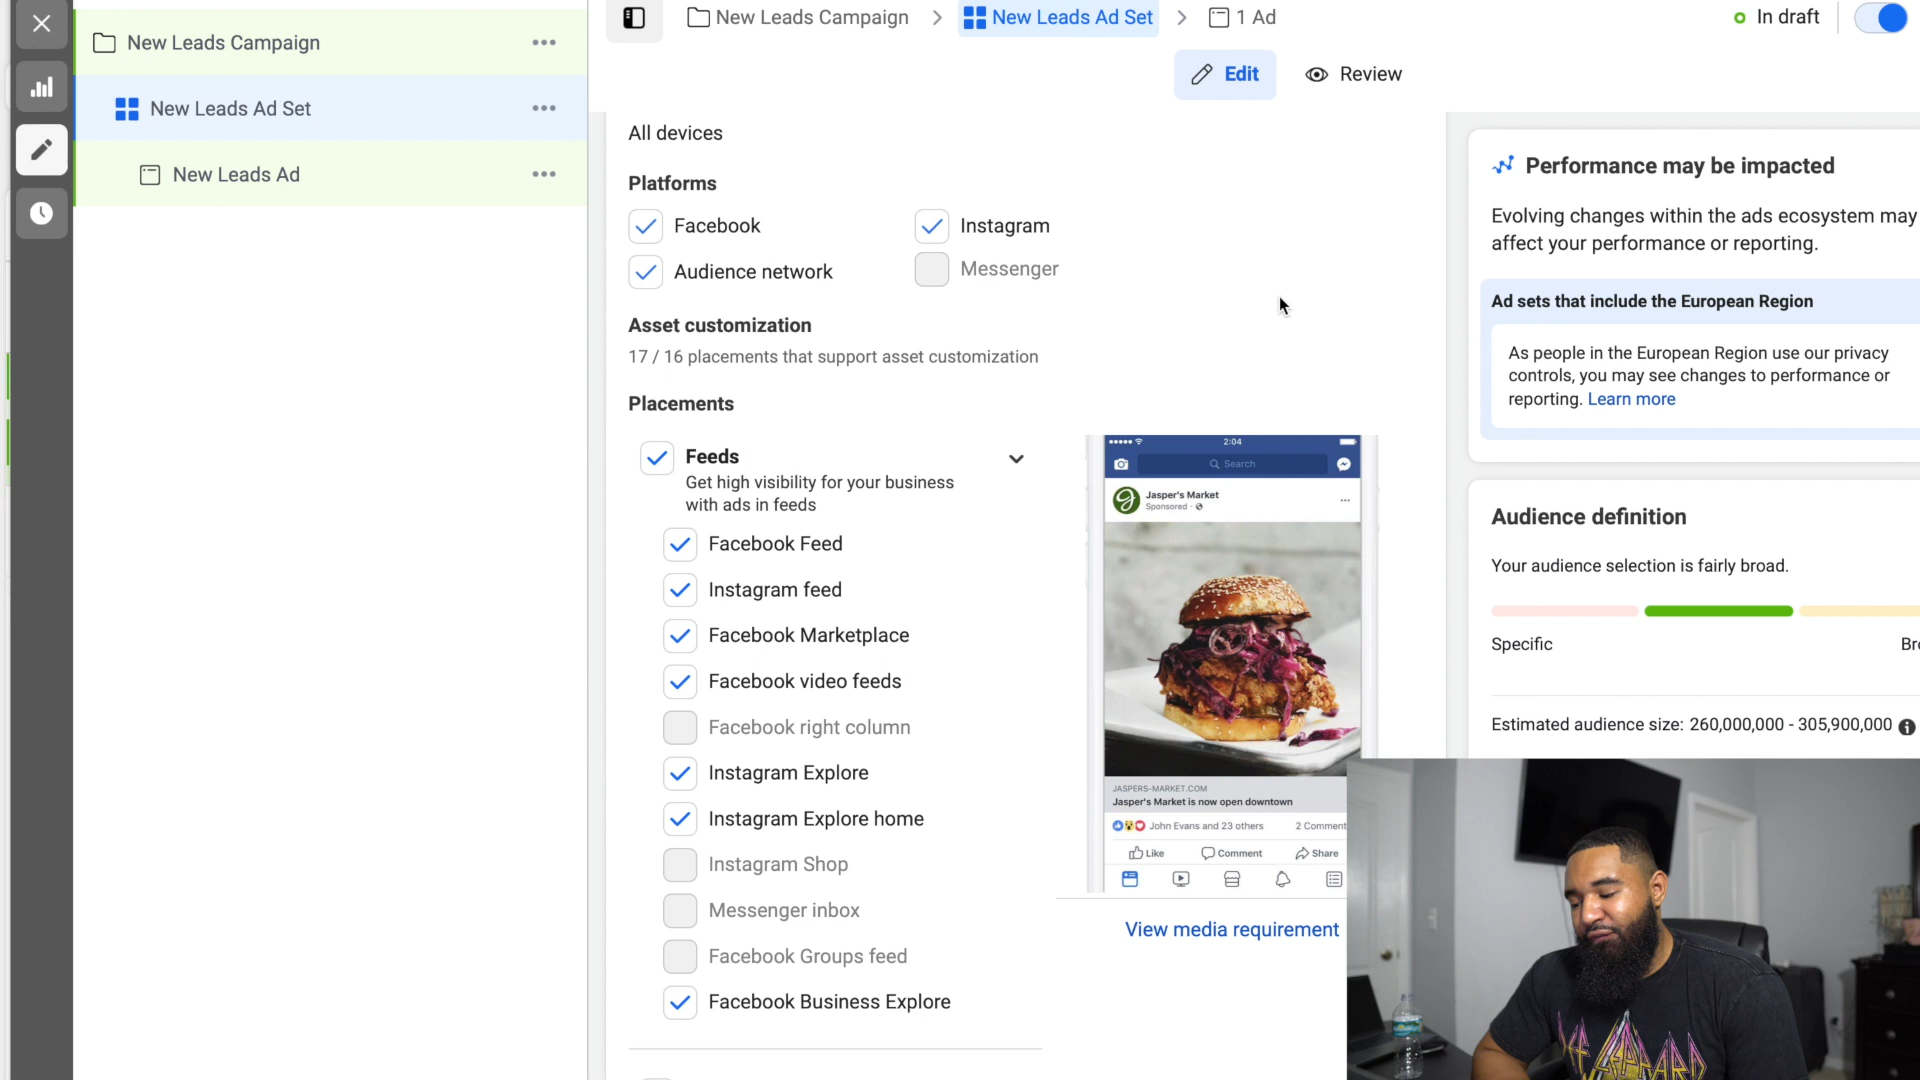 New Leads Campaign
New Leads Ad Set
New Leads Ad
New Leads Campaign
New Leads Ad Set
1 Ad
In draft
Edit
Review
All devices
Platforms
Facebook
Instagram
Audience network
Messenger
Asset customization
17 / 16 placements that support asset customization
Placements
Feeds
Get high visibility for your business
with ads in feeds
Facebook Feed
Instagram feed
Facebook Marketplace
Facebook video feeds
Facebook right column
Instagram Explore
Instagram Explore home
Instagram Shop
Messenger inbox
Facebook Groups feed
Facebook Business Explore
2:04
Search
Jasper's Market
Sponsored
JASPERS-MARKET.COM
Jasper's Market is now open downtown
John Evans and 23 others
2 Comment
Like
Comment
Share
View media requirement
Performance may be impacted
Evolving changes within the ads ecosystem may
affect your performance or reporting.
Ad sets that include the European Region
As people in the European Region use our privacy
controls, you may see changes to performance or
reporting. Learn more
Audience definition
Your audience selection is fairly broad.
Specific
Estimated audience size: 260,000,000 - 305,900,000